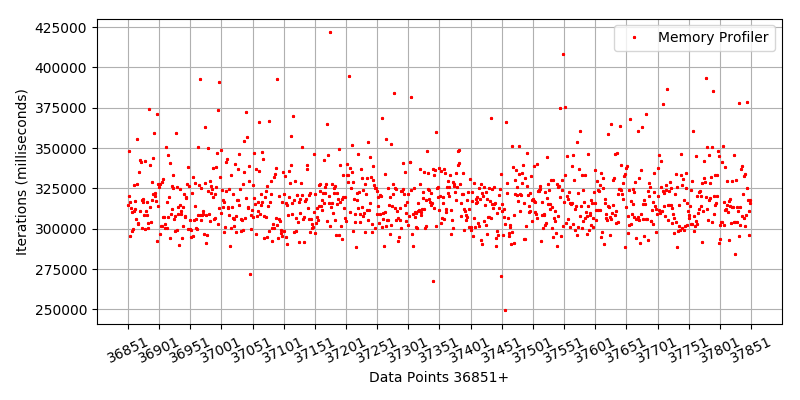 425000
400000
375000
350000
325000
300000
275000
250000
Iterations (milliseconds)
Memory Profiler
36851 36901 36951 37001 37051 37101 37151 37201 37251 37301 37351 37401 37451 37501 37551 37601 37651 37701 37751 37801 37851
Data Points 36851+